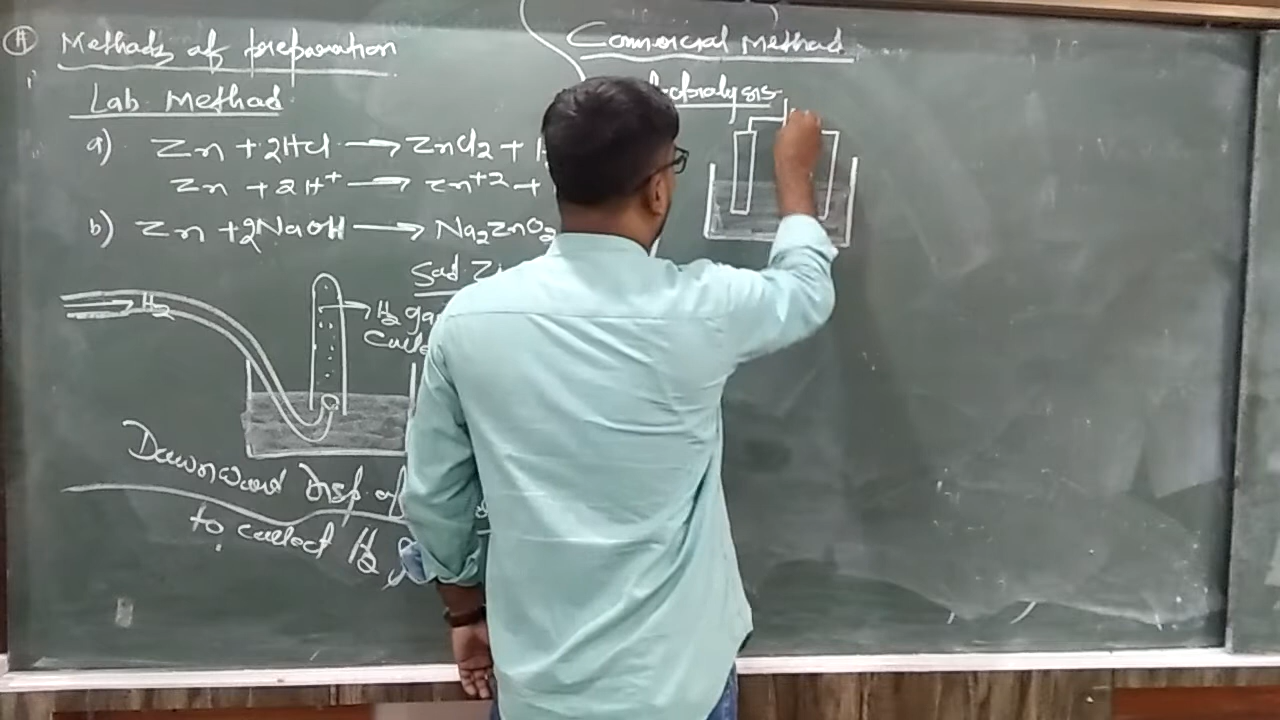 (#) Methods of preparation
1)
Lab Method
a) Zn + 2HCl → ZnCl2 +
Zn + 2H+ → Zn+2 +
b) Zn + 2NaOH → Na2ZnO2
Sod Z
→ H2
→ H2 ga
Colle
Downward Disp of
to collect H2
Commercial Method